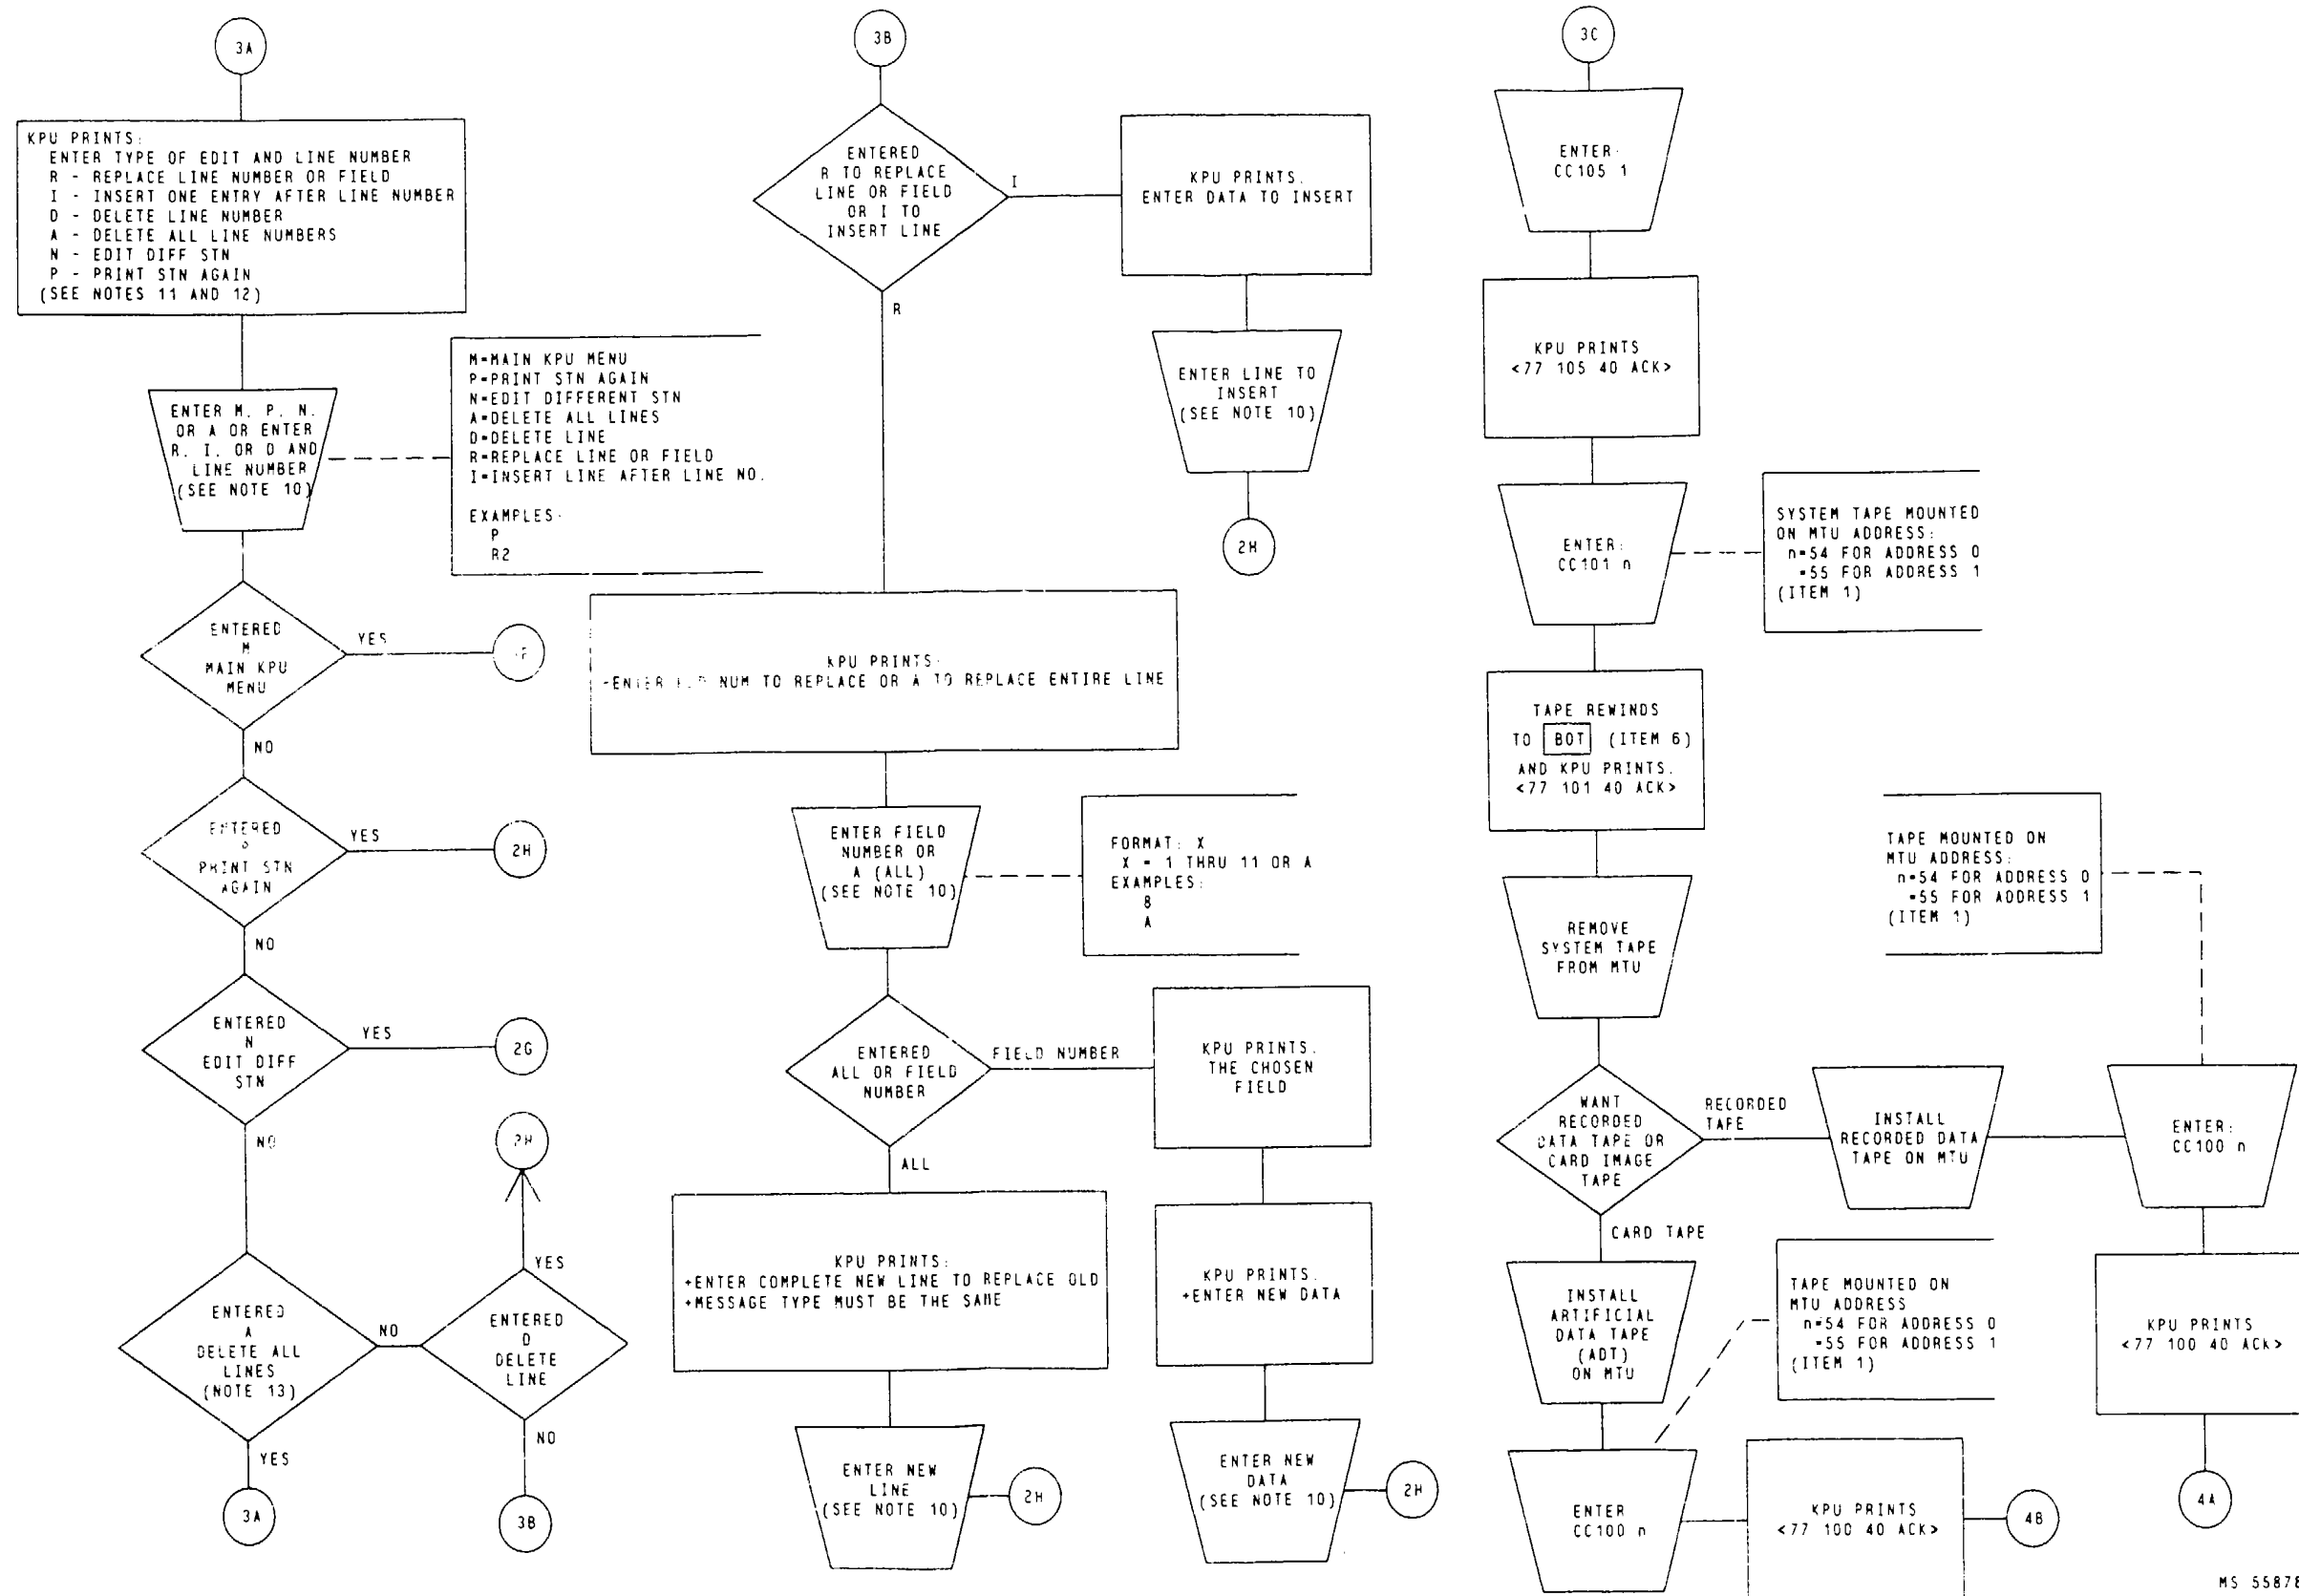 3A
KPU PRINTS:
ENTER TYPE OF EDIT AND LINE NUMBER
R - REPLACE LINE NUMBER OR FIELD
I - INSERT ONE ENTRY AFTER LINE NUMBER
D - DELETE LINE NUMBER
A - DELETE ALL LINE NUMBERS
N - EDIT DIFF STN
P - PRINT STN AGAIN
(SEE NOTES 11 AND 12)
ENTER M, P, N,
OR A OR ENTER
R, I, OR D AND
LINE NUMBER
(SEE NOTE 10)
M=MAIN KPU MENU
P=PRINT STN AGAIN
N=EDIT DIFFERENT STN
A=DELETE ALL LINES
D=DELETE LINE
R=REPLACE LINE OR FIELD
I=INSERT LINE AFTER LINE NO.
EXAMPLES:
P
R2
ENTERED
M
MAIN KPU
MENU
YES
NO
ENTERED
PRINT STN
AGAIN
YES
2H
NO
ENTERED
N
EDIT DIFF
STN
YES
2G
NO
2H
YES
ENTERED
A
DELETE ALL
LINES
(NOTE 13)
NO
ENTERED
D
DELETE
LINE
YES
3A
NO
3B
3B
ENTERED
R TO REPLACE
LINE OR FIELD
OR I TO
INSERT LINE
I
R
KPU PRINTS.
ENTER DATA TO INSERT
ENTER LINE TO
INSERT
(SEE NOTE 10)
2H
KPU PRINTS:
ENTER NUM TO REPLACE OR A TO REPLACE ENTIRE LINE
ENTER FIELD
NUMBER OR
A (ALL)
(SEE NOTE 10)
FORMAT: X
X = 1 THRU 11 OR A
EXAMPLES:
8
A
ENTERED
ALL OR FIELD
NUMBER
FIELD NUMBER
KPU PRINTS.
THE CHOSEN
FIELD
ALL
KPU PRINTS:
+ENTER COMPLETE NEW LINE TO REPLACE OLD
+MESSAGE TYPE MUST BE THE SAME
KPU PRINTS.
+ENTER NEW DATA
ENTER NEW
LINE
(SEE NOTE 10)
2H
ENTER NEW
DATA
(SEE NOTE 10)
2H
3C
ENTER:
CC105 1
KPU PRINTS
<77 105 40 ACK>
ENTER:
CC101 n
SYSTEM TAPE MOUNTED
ON MTU ADDRESS:
n=54 FOR ADDRESS 0
=55 FOR ADDRESS 1
(ITEM 1)
TAPE REWINDS
TO BOT (ITEM 6)
AND KPU PRINTS.
<77 101 40 ACK>
REMOVE
SYSTEM TAPE
FROM MTU
TAPE MOUNTED ON
MTU ADDRESS:
n=54 FOR ADDRESS 0
=55 FOR ADDRESS 1
(ITEM 1)
WANT
RECORDED
DATA TAPE OR
CARD IMAGE
TAPE
RECORDED
TAPE
INSTALL
RECORDED DATA
TAPE ON MTU
ENTER:
CC100 n
CARD TAPE
INSTALL
ARTIFICIAL
DATA TAPE
(ADT)
ON MTU
TAPE MOUNTED ON
MTU ADDRESS
n=54 FOR ADDRESS 0
=55 FOR ADDRESS 1
(ITEM 1)
KPU PRINTS
<77 100 40 ACK>
4A
ENTER
CC100 n
KPU PRINTS
<77 100 40 ACK>
4B
MS 55878